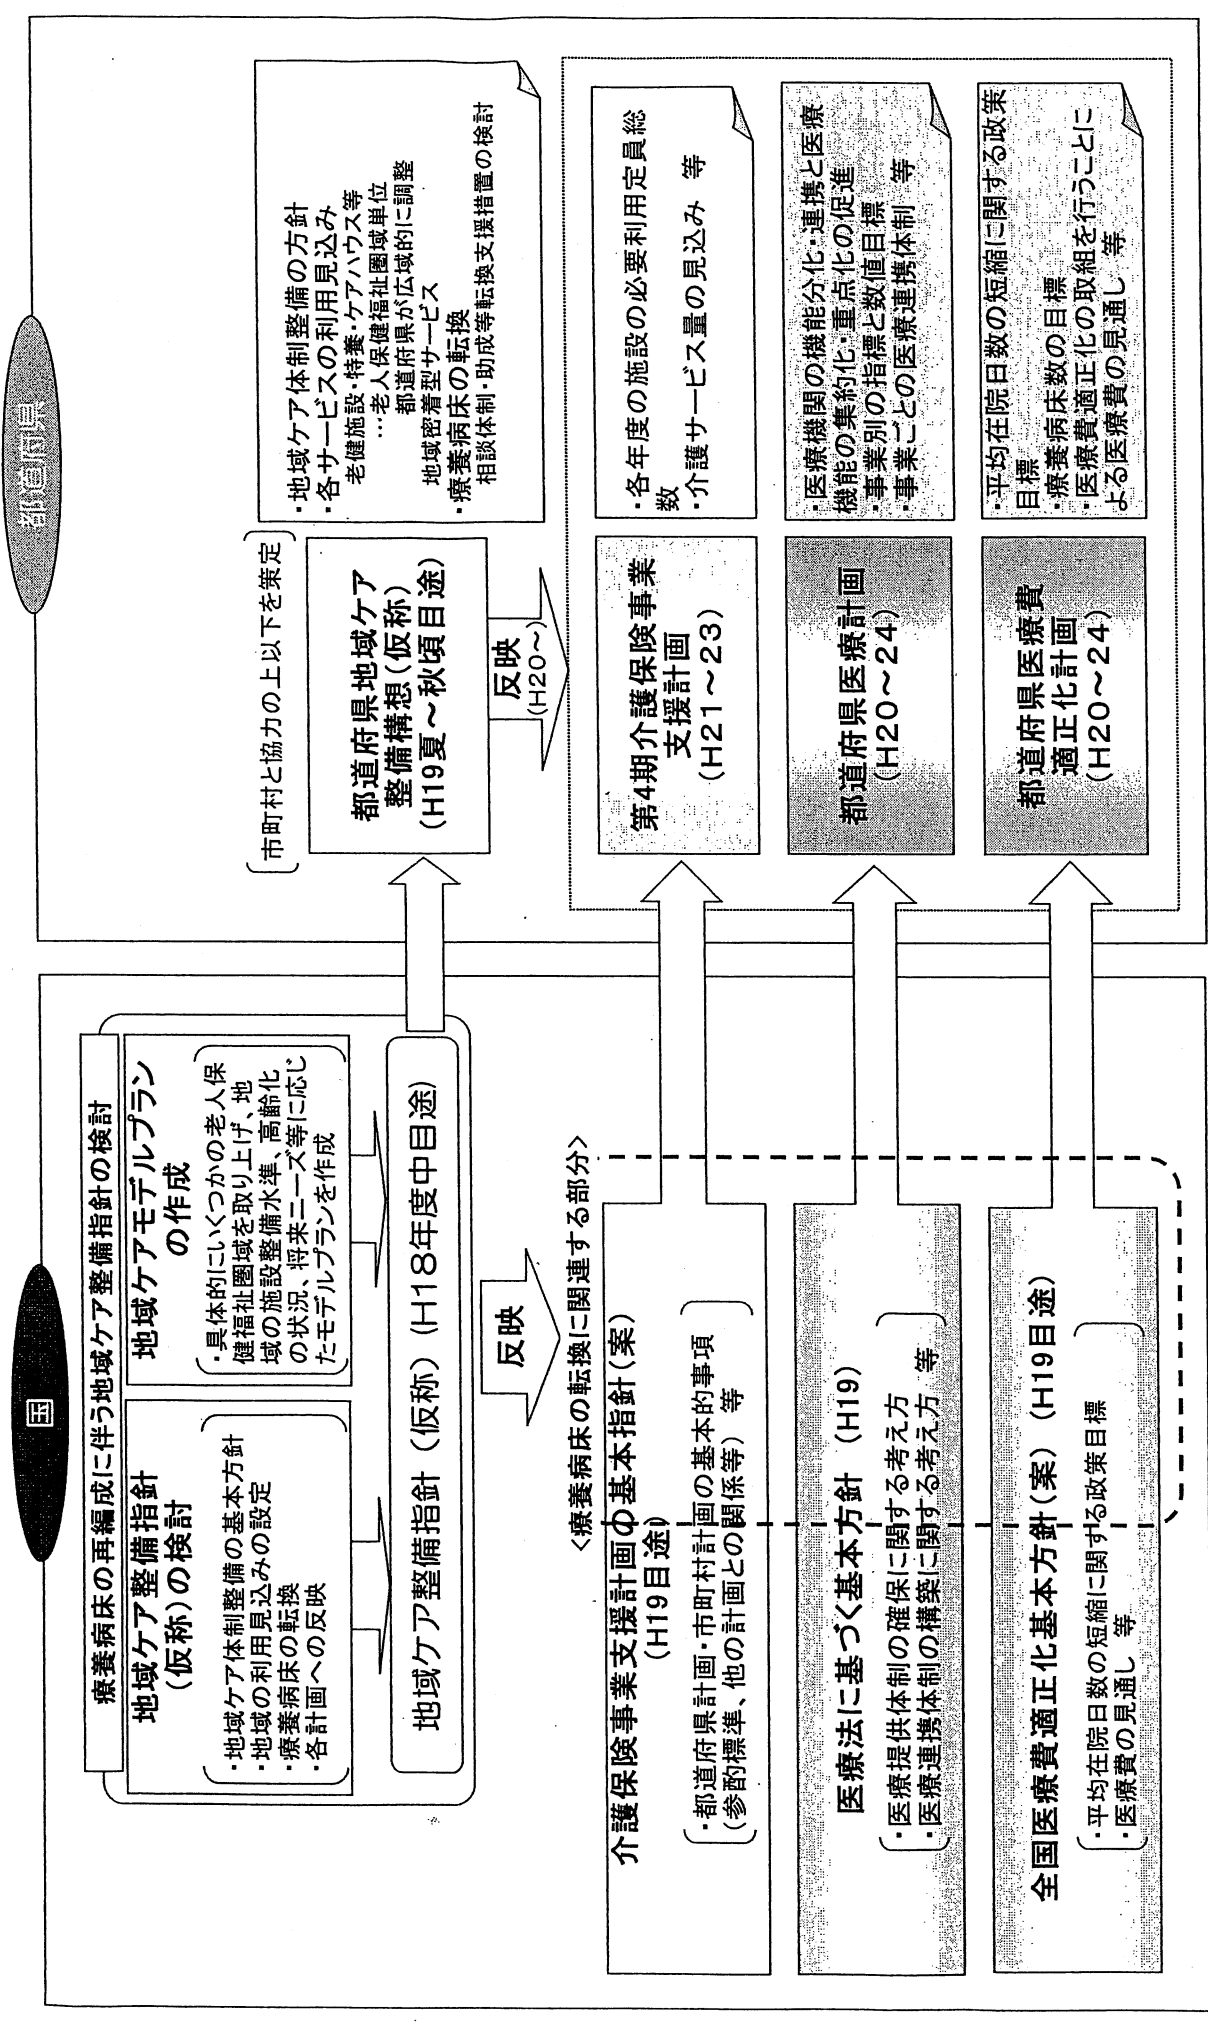 国
療養病床の再編成に伴う地域ケア整備指針の検討
地域ケア整備指針
(仮称)の検討
・地域ケア体制整備の基本方針
・地域の利用見込みの設定
・療養病床の転換
・各計画への反映
地域ケアモデルプラン
の作成
・具体的にいくつかの老人保
健福祉圏域を取り上げ、地
域の施設整備水準、高齢化
の状況、将来ニーズ等に応じ
たモデルプランを作成
地域ケア整備指針（仮称）（H18年度中目途）
反映
<療養病床の転換に関連する部分>
介護保険事業支援計画の基本指針(案)
(H19目途)
・都道府県計画・市町村計画の基本的事項
(参酌標準、他の計画との関係等) 等
医療法に基づく基本方針 (H19)
・医療提供体制の確保に関する考え方
・医療連携体制の構築に関する考え方 等
全国医療費適正化基本方針(案) (H19目途)
・平均在院日数の短縮に関する政策目標
・医療費の見通し 等
都道府県
市町村と協力の上以下を策定
都道府県地域ケア
整備構想(仮称)
(H19夏～秋頃目途)
・地域ケア体制整備の方針
・各サービスの利用見込み
老健施設・特養・ケアハウス等
…老人保健福祉圏域単位
都道府県が広域的に調整
地域密着型サービス
・療養病床の転換
相談体制・助成等転換支援措置の検討
反映
(H20～)
第4期介護保険事業
支援計画
(H21～23)
・各年度の施設の必要利用定員総
数
・介護サービス量の見込み 等
都道府県医療計画
(H20～24)
・医療機関の機能分化・連携と医療
機能の集約化・重点化の促進
・事業別の指標と数値目標
・事業ごとの医療連携体制 等
都道府県医療費
適正化計画
(H20～24)
・平均在院日数の短縮に関する政策
目標
・療養病床数の目標
・医療費適正化の取組を行うことに
よる医療費の見通し 等